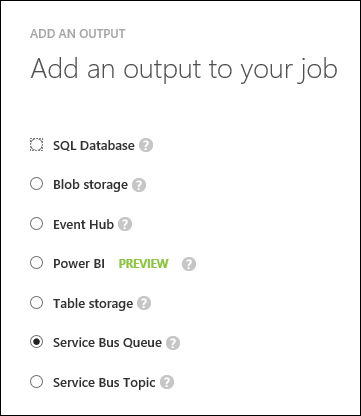 ADD AN OUTPUT
Add an output to your job
SQL Database ?
Blob storage ?
Event Hub ?
Power BI PREVIEW ?
Table storage ?
Service Bus Queue ?
Service Bus Topic ?